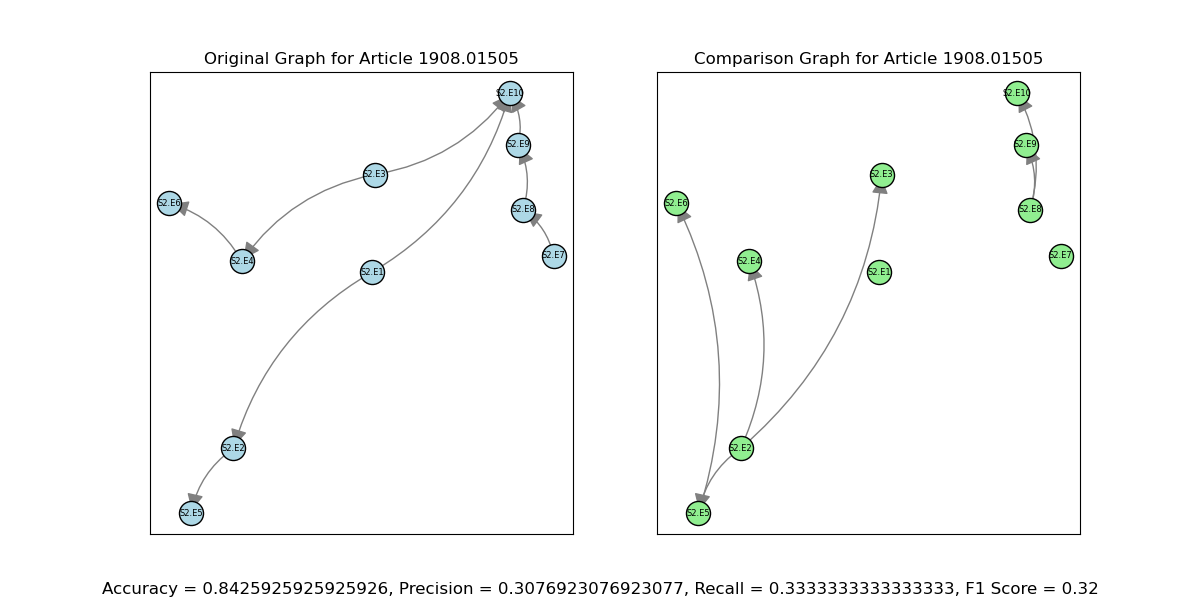 Original Graph for Article 1908.01505
S2.E10
S2.E9
S2.E3
S2.E6
S2.E8
S2.E7
S2.E4
S2.E1
S2.E2
S2.E5
Comparison Graph for Article 1908.01505
S2.E10
S2.E9
S2.E3
S2.E6
S2.E8
S2.E7
S2.E4
S2.E1
S2.E2
S2.E5
Accuracy = 0.8425925925925926, Precision = 0.3076923076923077, Recall = 0.3333333333333333, F1 Score = 0.32